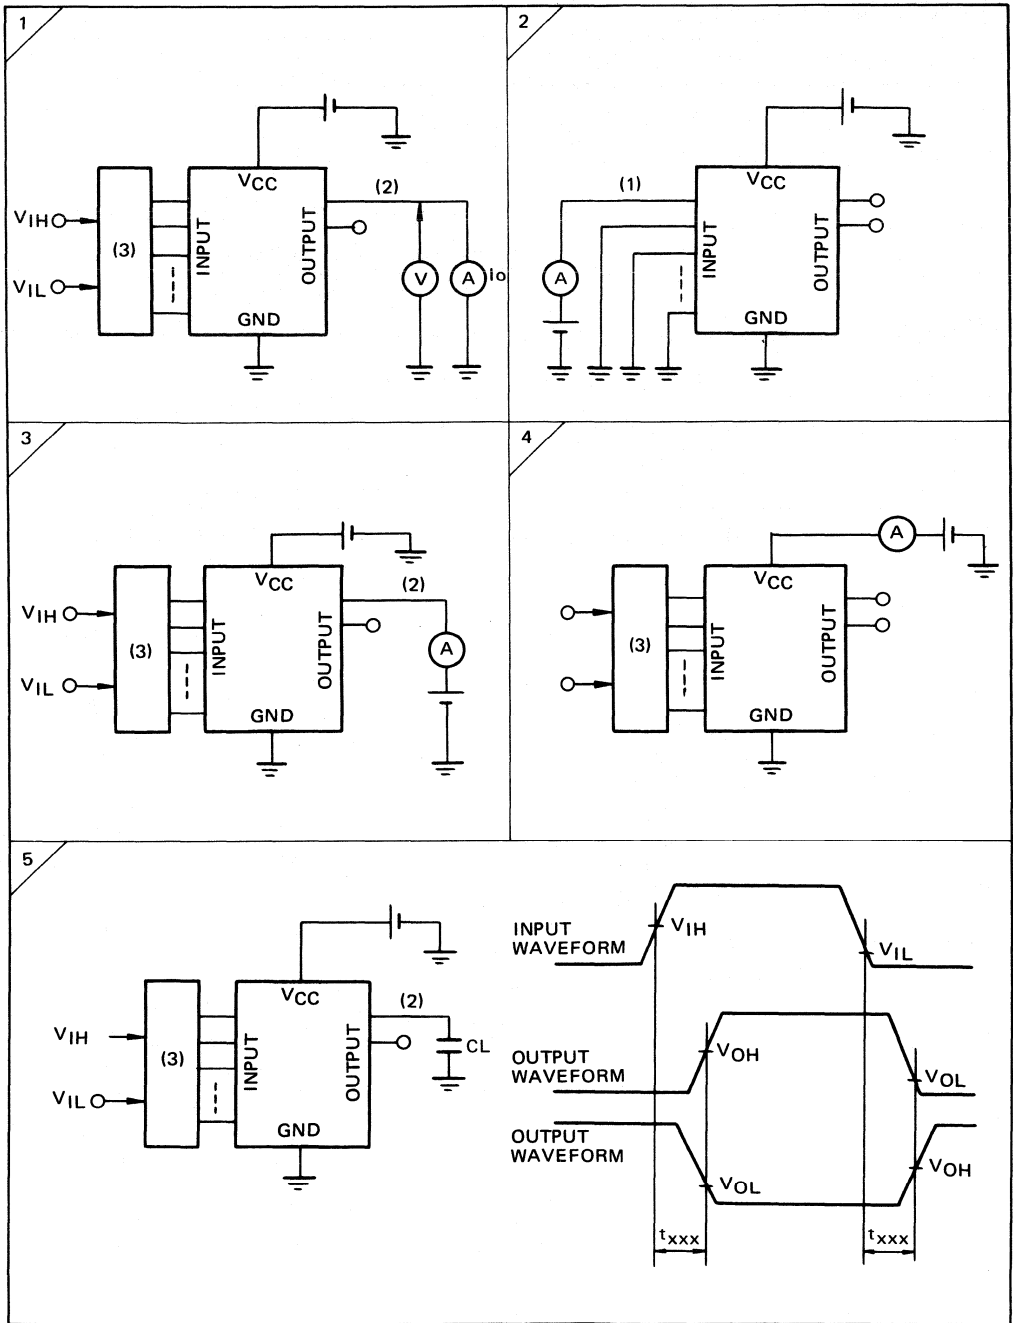 1
VCC
(2)
VIH
(3)
INPUT
OUTPUT
V
A
io
VIL
GND
2
VCC
(1)
INPUT
OUTPUT
A
GND
3
VCC
(2)
VIH
(3)
INPUT
OUTPUT
A
VIL
GND
4
A
VCC
(3)
INPUT
OUTPUT
GND
5
VCC
(2)
VIH
(3)
INPUT
OUTPUT
CL
VIL
GND
INPUT
WAVEFORM
VIH
VIL
OUTPUT
WAVEFORM
VOH
VOL
OUTPUT
WAVEFORM
VOL
VOH
txxx
txxx